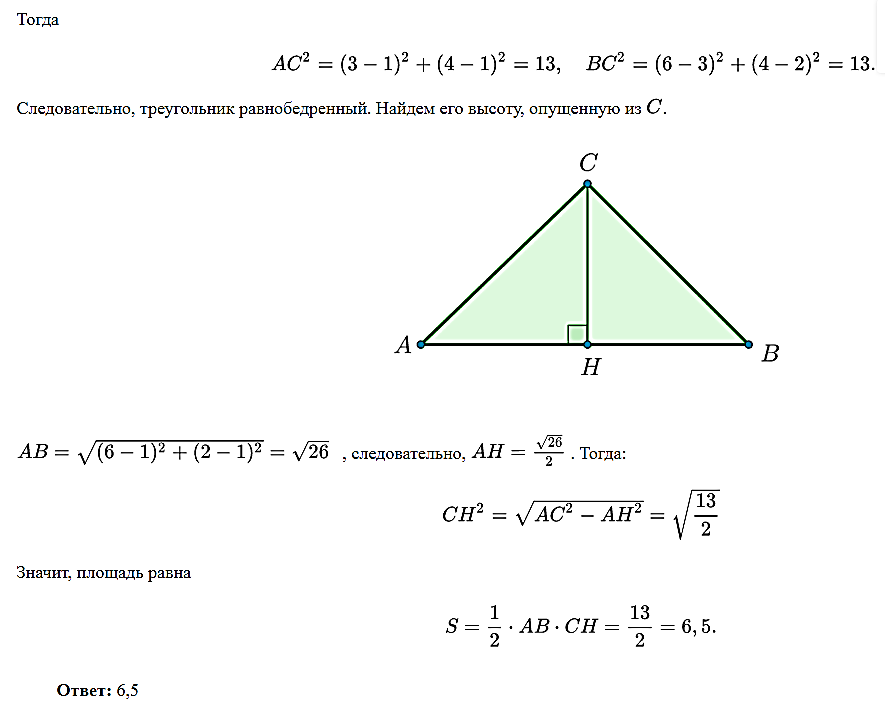 Тогда
AC² = (3 − 1)² + (4 − 1)² = 13, BC² = (6 − 3)² + (4 − 2)² = 13.
Следовательно, треугольник равнобедренный. Найдем его высоту, опущенную из C.
C
A
H
B
AB = √((6 − 1)² + (2 − 1)²) = √26 , следовательно, AH = √26/2 . Тогда:
CH² = √(AC² − AH²) = √(13/2)
Значит, площадь равна
S = 1/2 · AB · CH = 13/2 = 6, 5.
Ответ: 6,5